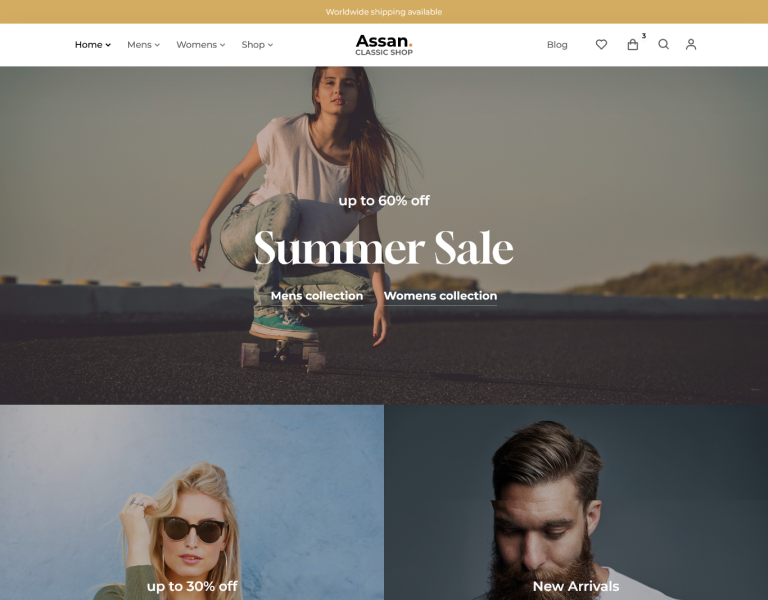 Worldwide shipping available
Home Mens Womens Shop
Assan.
CLASSIC SHOP
Blog
3
up to 60% off
Summer Sale
Mens collection Womens collection
up to 30% off
New Arrivals